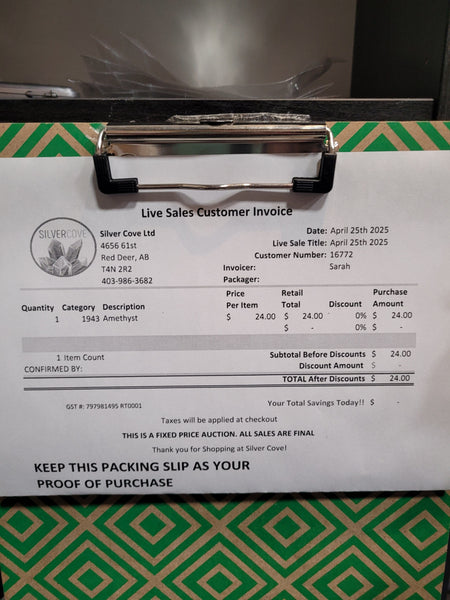 Live Sales Customer Invoice
SILVERCOVE
Silver Cove Ltd
4656 61st
Red Deer, AB
T4N 2R2
403-986-3682
Date: April 25th 2025
Live Sale Title: April 25th 2025
Customer Number: 16772
Invoicer: Sarah
Packager:
Quantity Category Description Price Per Item Retail Total Discount Purchase Amount
1 1943 Amethyst $ 24.00 $ 24.00 0% $ 24.00
$ - 0% $ -
1 Item Count Subtotal Before Discounts $ 24.00
CONFIRMED BY: Discount Amount $ -
TOTAL After Discounts $ 24.00
GST #: 797981495 RT0001 Your Total Savings Today!! $ -
Taxes will be applied at checkout
THIS IS A FIXED PRICE AUCTION. ALL SALES ARE FINAL
Thank you for Shopping at Silver Cove!
KEEP THIS PACKING SLIP AS YOUR
PROOF OF PURCHASE